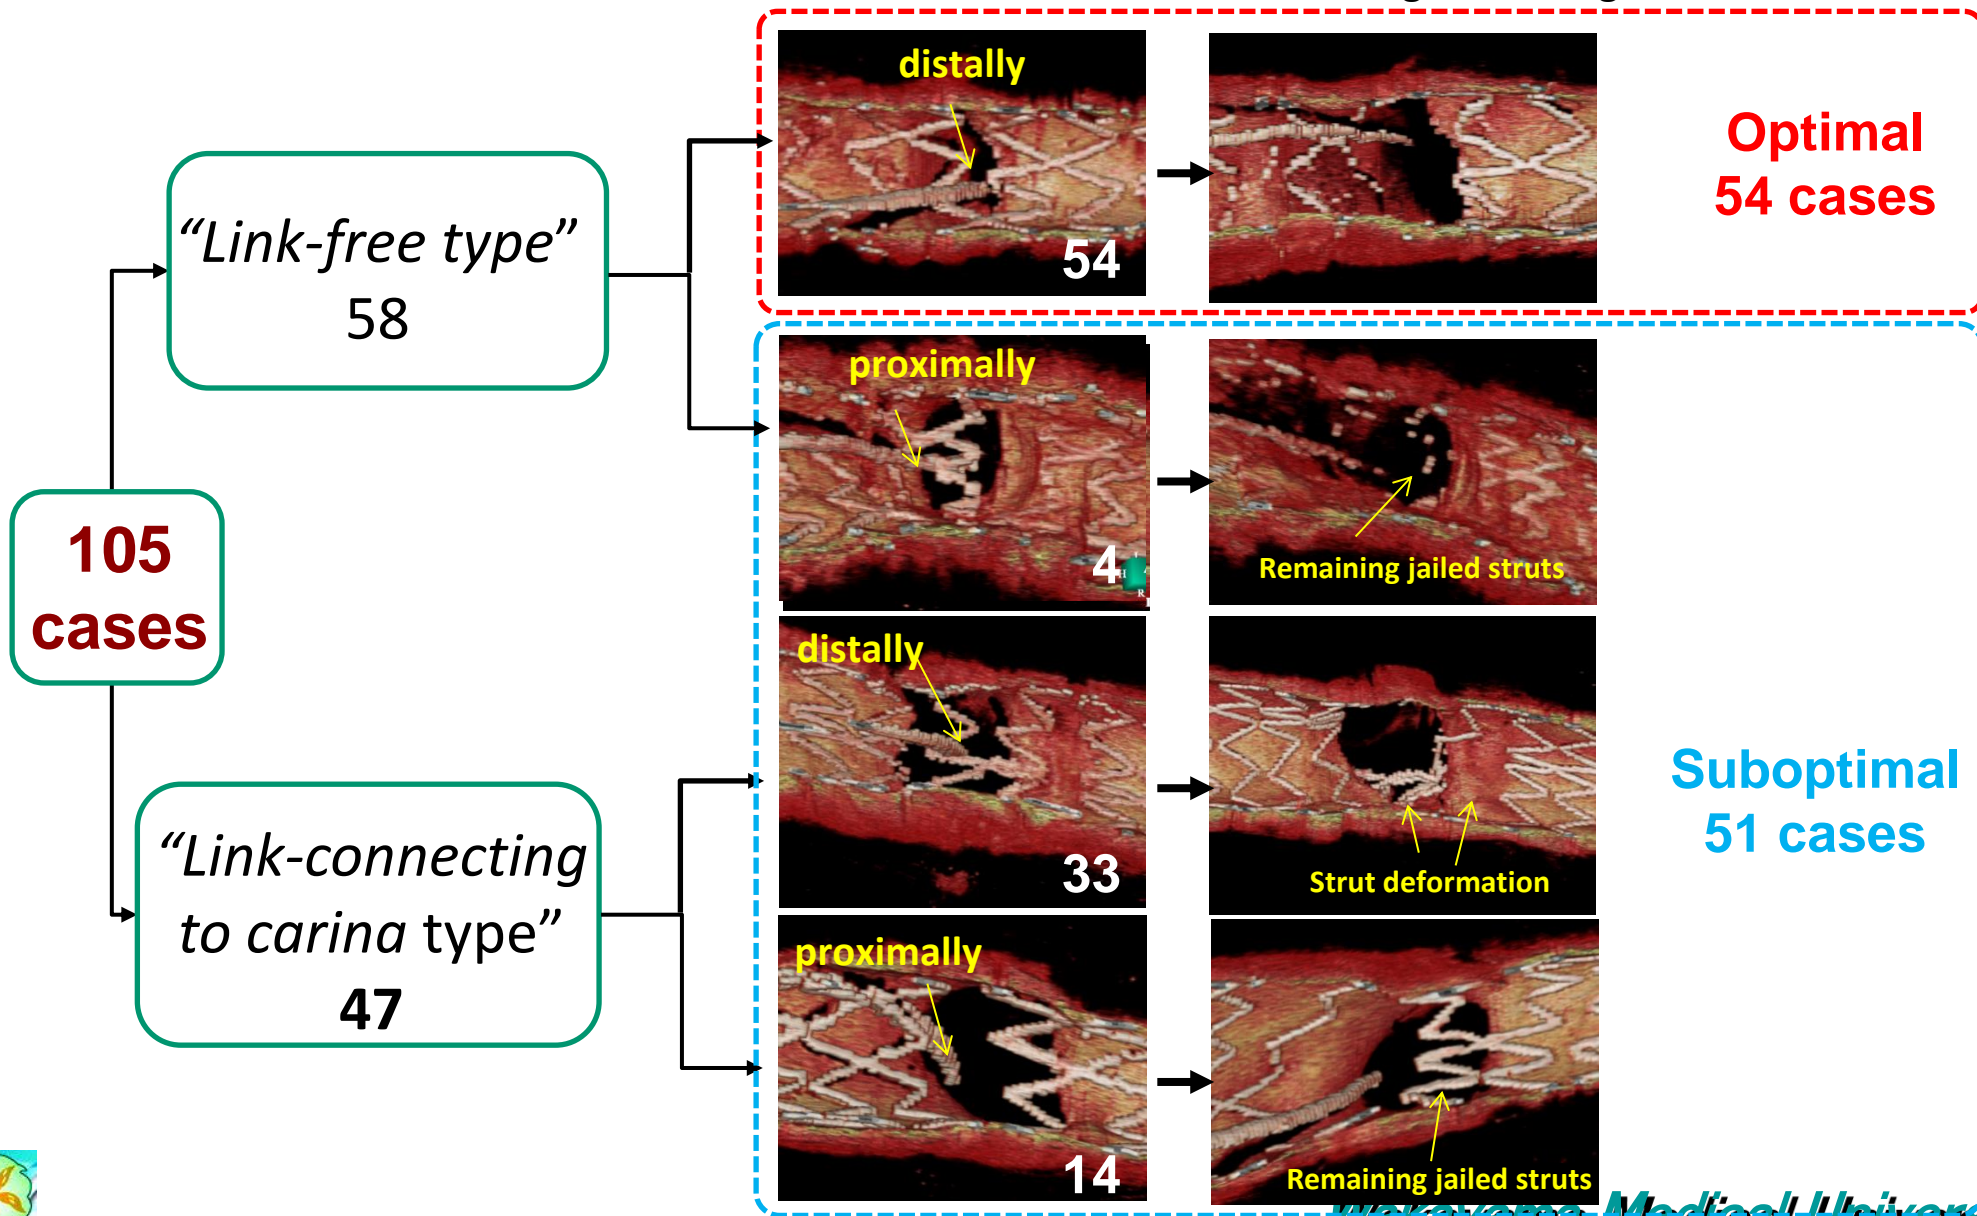 distally
54
Optimal
54 cases
"Link-free type"
58
proximally
4
Remaining jailed struts
105
cases
distally
33
Strut deformation
Suboptimal
51 cases
"Link-connecting
to carina type"
47
proximally
14
Remaining jailed struts
Medical